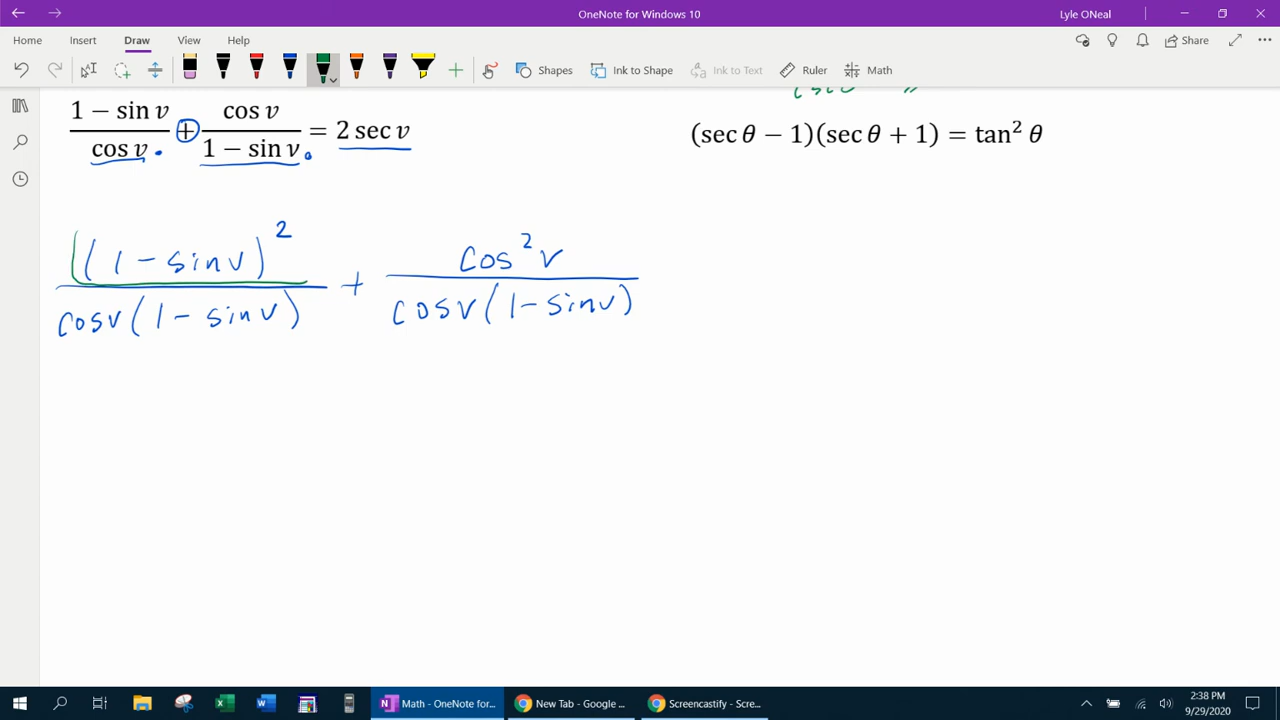 OneNote for Windows 10
Lyle ONeal
Home Insert Draw View Help
Share
Shapes Ink to Shape Ink to Text Ruler Math
csc θ
(1 − sin v)/(cos v) + (cos v)/(1 − sin v) = 2 sec v
(sec θ − 1)(sec θ + 1) = tan² θ
(1 - sin v)²/(cos v(1 - sin v)) + cos² v/(cos v(1 - sin v))
Math - OneNote for... New Tab - Google ... Screencastify - Scre...
2:38 PM
9/29/2020